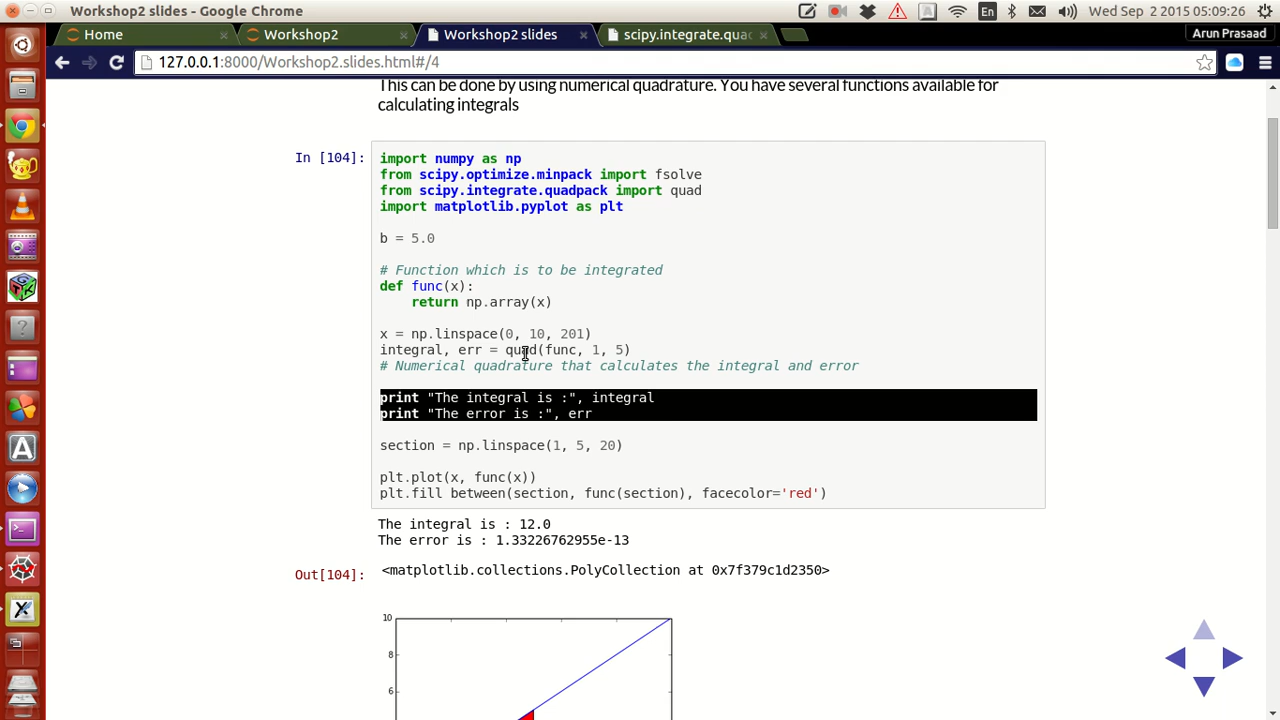 Workshop2 slides - Google Chrome
En
Wed Sep 2 2015 05:09:26
Home
Workshop2
Workshop2 slides
scipy.integrate.quad
Arun Prasaad
127.0.0.1:8000/Workshop2.slides.html#/4
This can be done by using numerical quadrature. You have several functions available for
calculating integrals
In [104]:
import numpy as np
from scipy.optimize.minpack import fsolve
from scipy.integrate.quadpack import quad
import matplotlib.pyplot as plt
b = 5.0
# Function which is to be integrated
def func(x):
    return np.array(x)
x = np.linspace(0, 10, 201)
integral, err = quad(func, 1, 5)
# Numerical quadrature that calculates the integral and error
print "The integral is :", integral
print "The error is :", err
section = np.linspace(1, 5, 20)
plt.plot(x, func(x))
plt.fill between(section, func(section), facecolor='red')
The integral is : 12.0
The error is : 1.33226762955e-13
Out[104]:
<matplotlib.collections.PolyCollection at 0x7f379c1d2350>
10
8
6